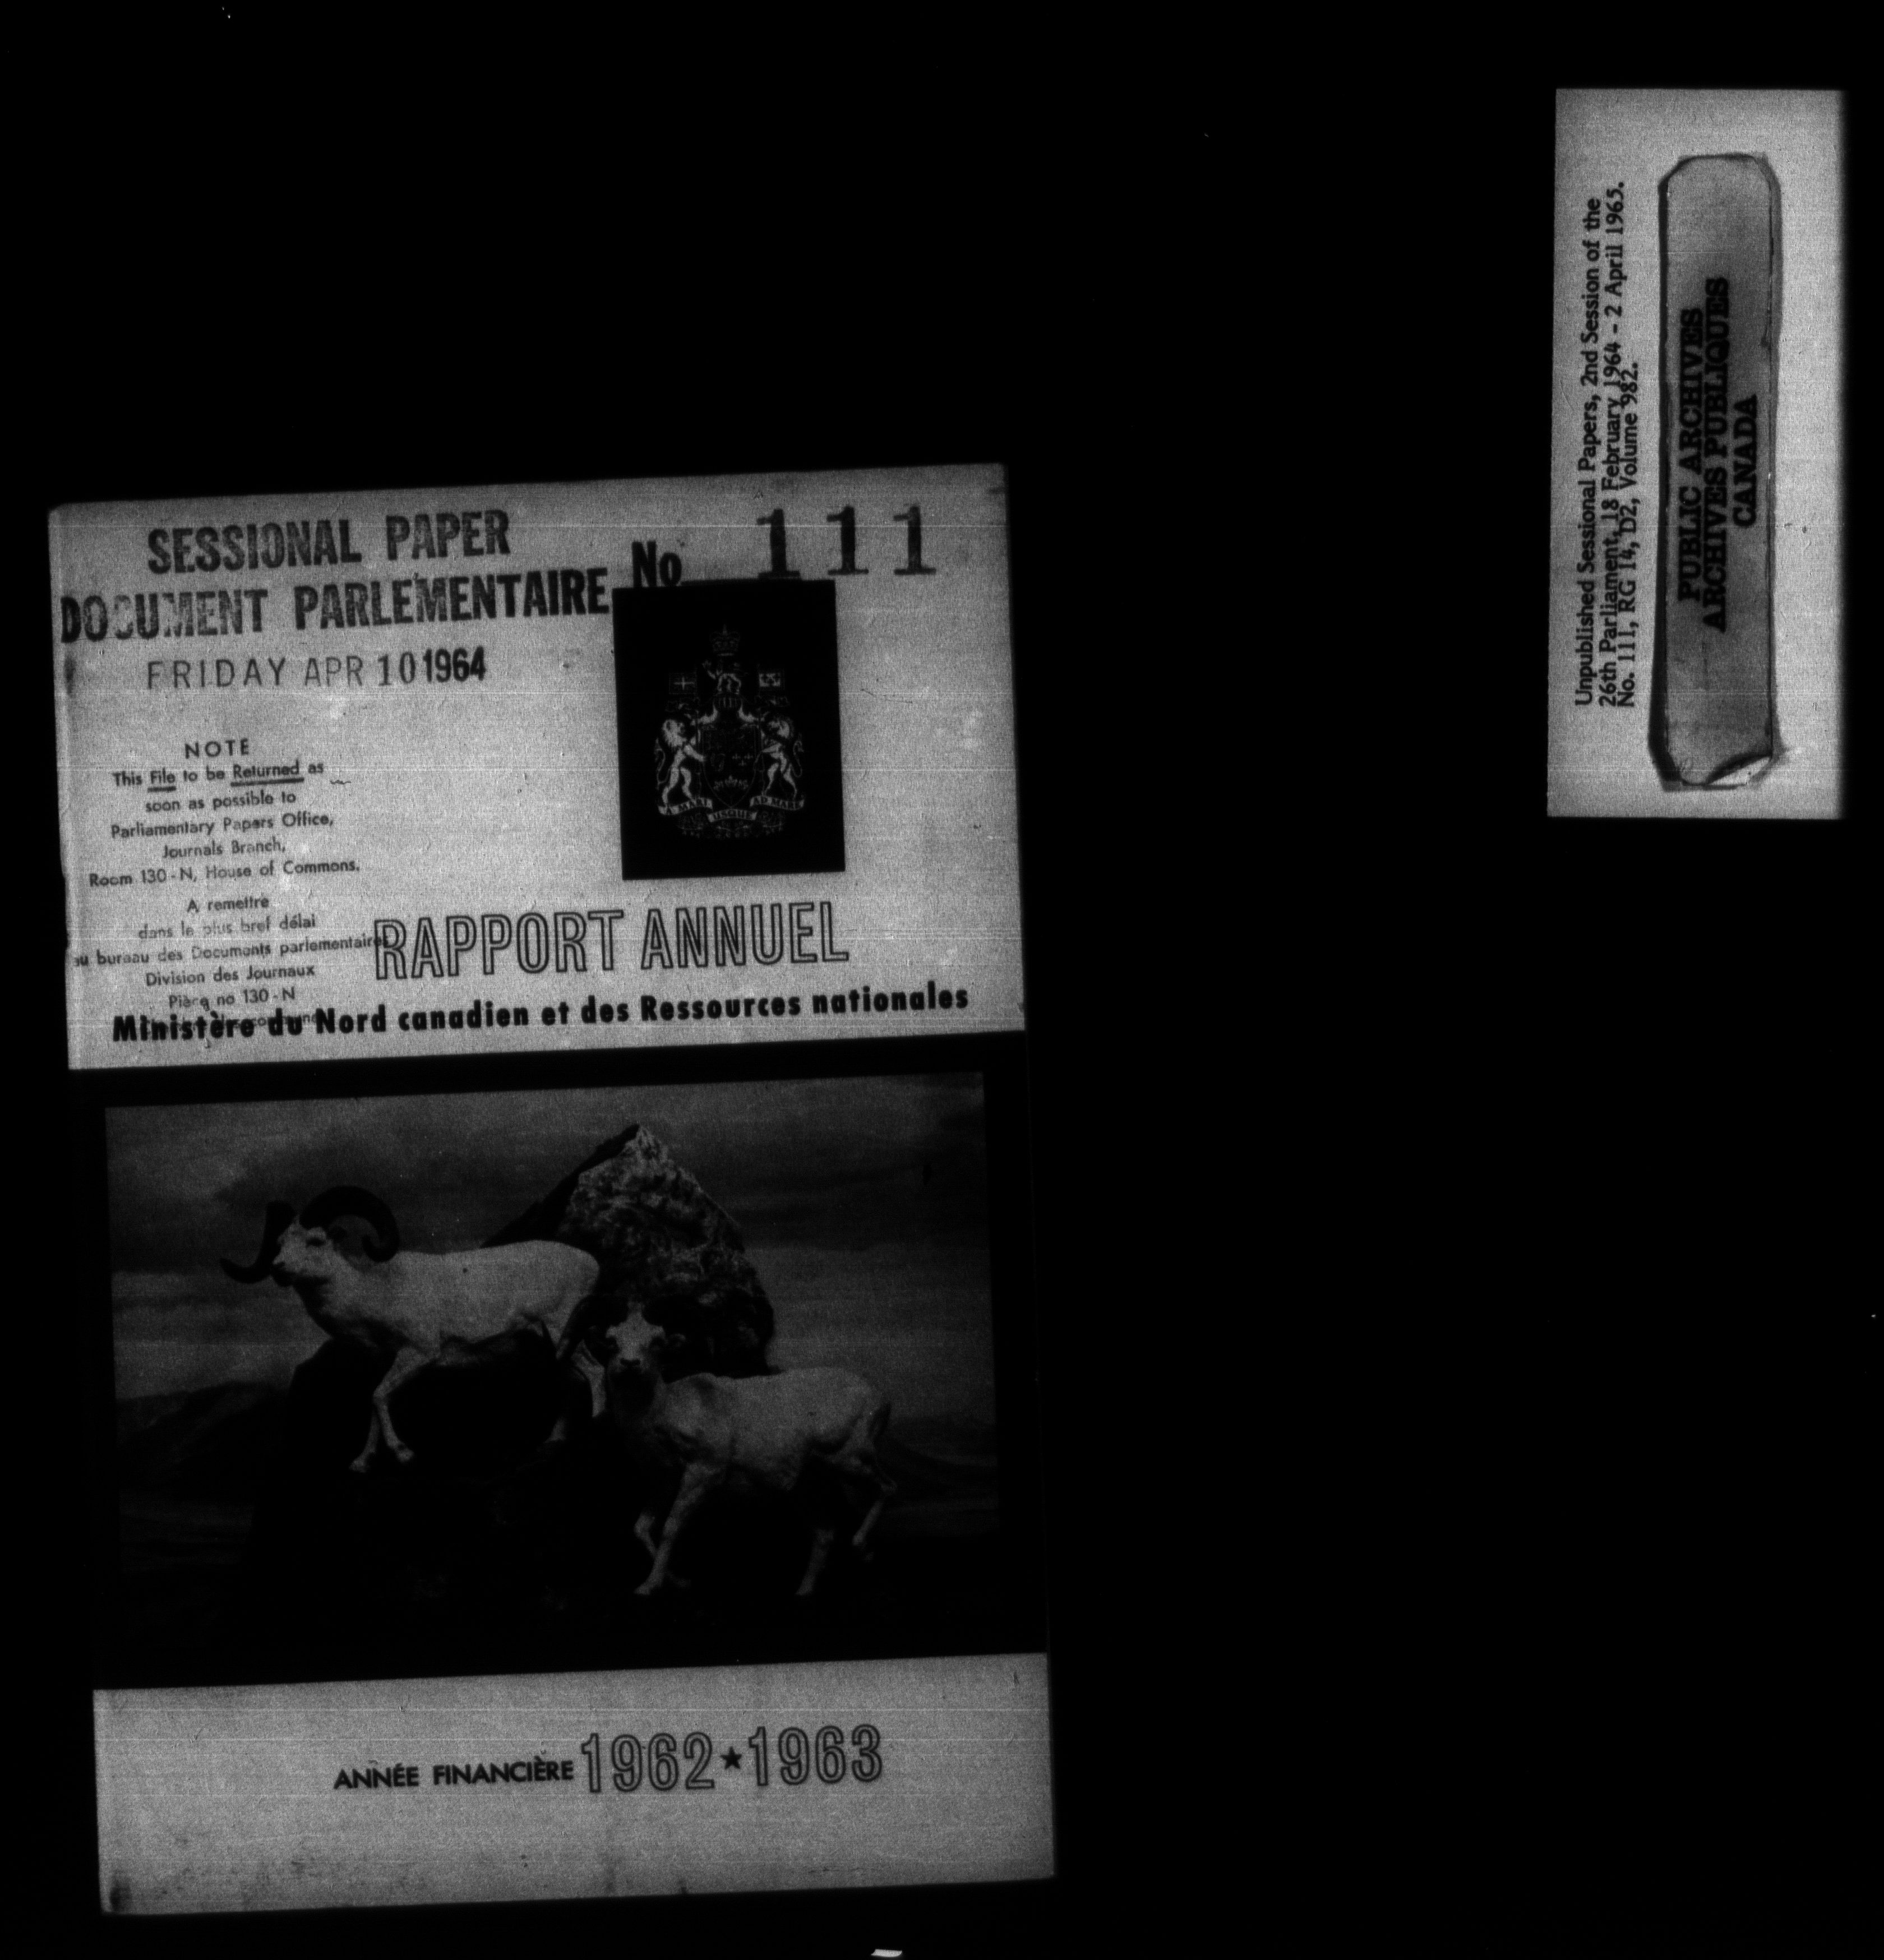 SESSIONAL PAPER
DOCUMENT PARLEMENTAIRE No 111
FRIDAY APR 10 1964
NOTE
This File to be Returned as
soon as possible to
Parliamentary Papers Office,
Journals Branch,
Room 130-N, House of Commons.
A remettre
dans le plus bref délai
au bureau des Documents parlementaires
Division des Journaux
Pièce no 130-N
A MARI USQUE AD MARE
RAPPORT ANNUEL
Ministère du Nord canadien et des Ressources nationales
ANNÉE FINANCIÈRE 1962★1963
Unpublished Sessional Papers, 2nd Session of the
26th Parliament, 18 February 1964 - 2 April 1965.
No. 111, RG 14, D2, Volume 982.
PUBLIC ARCHIVES
ARCHIVES PUBLIQUES
CANADA